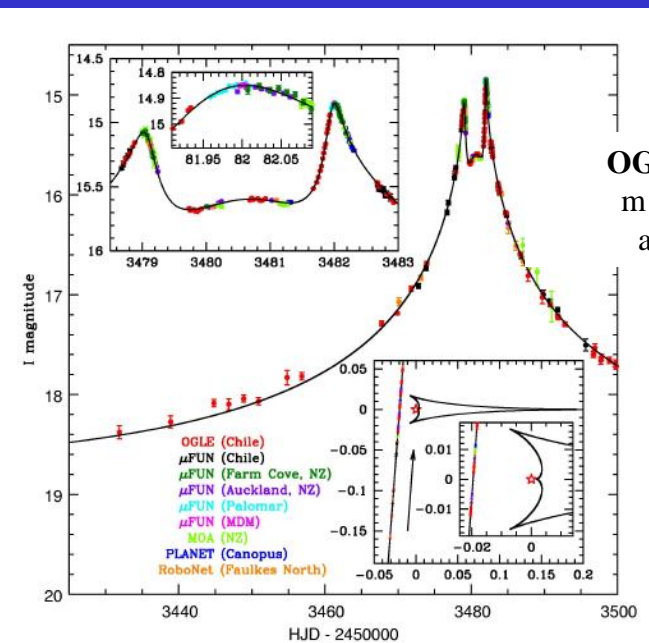 14.5
15
15.5
16
3479 3480 3481 3482 3483
14.8
14.9
15
81.95 82 82.05
15
16
17
18
19
20
I magnitude
OGLE (Chile)
μFUN (Chile)
μFUN (Farm Cove, NZ)
μFUN (Auckland, NZ)
μFUN (Palomar)
μFUN (MDM)
MOA (NZ)
PLANET (Canopus)
RoboNet (Faulkes North)
0.05
0
-0.05
-0.1
-0.15
-0.05 0 0.05 0.1 0.15 0.2
0.01
0
-0.01
-0.02 0
3440 3460 3480 3500
HJD - 2450000
OG
m
a